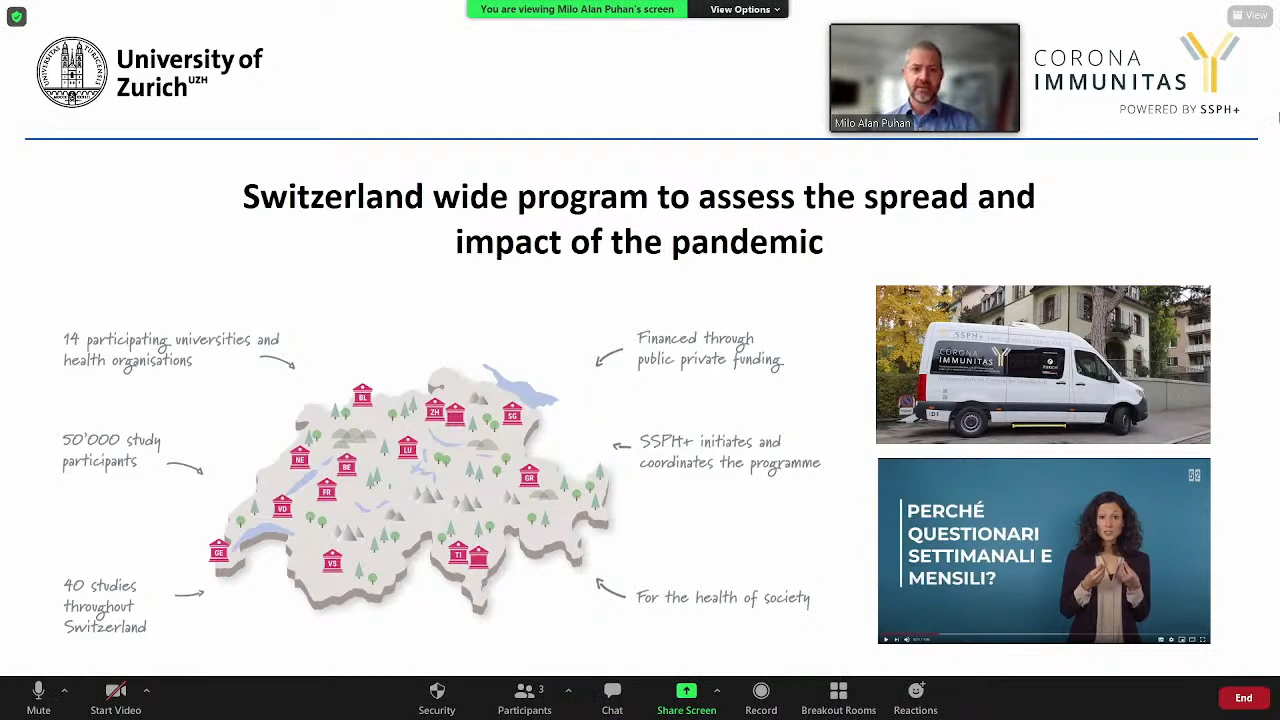 You are viewing Milo Alan Puhan's screen
View Options
View
University of
Zurich UZH
Milo Alan Puhan
CORONA
IMMUNITAS
POWERED BY SSPH+
Switzerland wide program to assess the spread and
impact of the pandemic
14 participating universities and
health organisations
50'000 study
participants
40 studies
throughout
Switzerland
BL
ZH
SG
NE
BE
LU
GR
FR
VD
GE
VS
TI
Financed through
public private funding
SSPH+ initiates and
coordinates the programme
For the health of society
SSPH+
CORONA
IMMUNITAS
ZURICH
PERCHÉ
QUESTIONARI
SETTIMANALI E
MENSILI?
Mute
Start Video
Security
Participants
3
Chat
Share Screen
Record
Breakout Rooms
Reactions
End